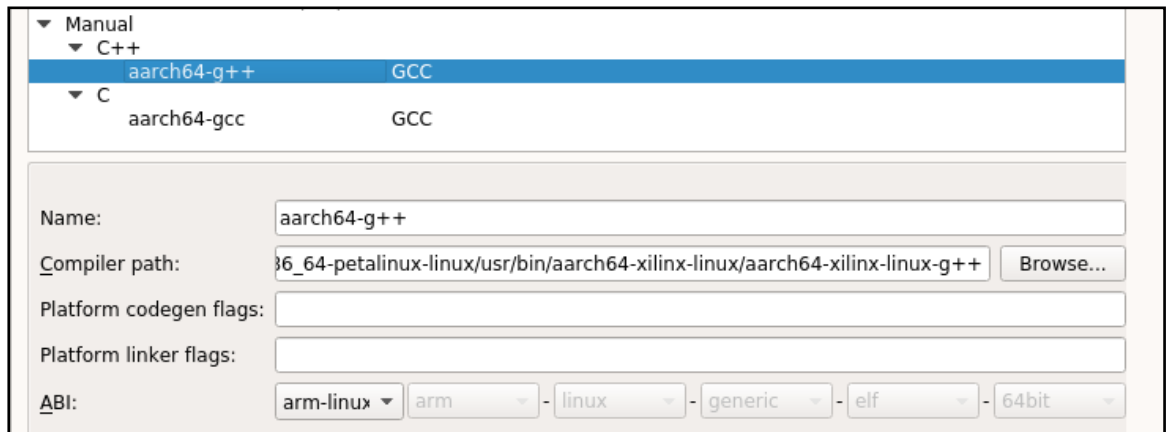 Manual
C++
aarch64-g++ GCC
C
aarch64-gcc GCC
Name: aarch64-g++
Compiler path: 36_64-petalinux-linux/usr/bin/aarch64-xilinx-linux/aarch64-xilinx-linux-g++ Browse...
Platform codegen flags:
Platform linker flags:
ABI: arm-linux arm - linux - generic - elf - 64bit